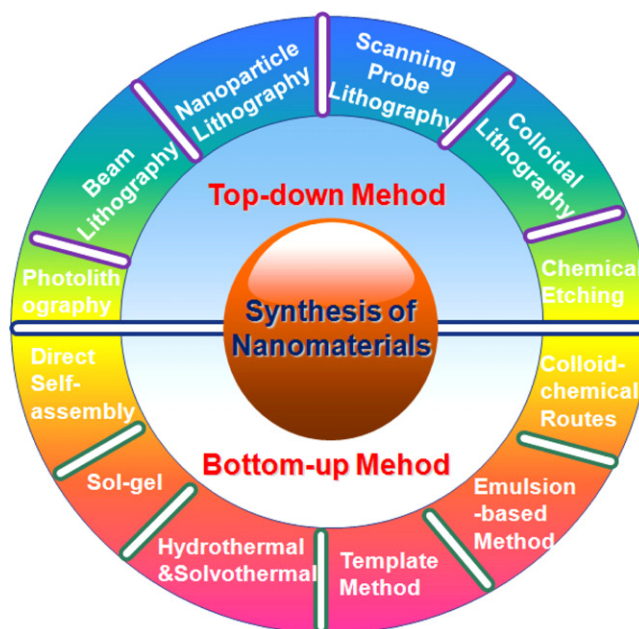 Nanoparticle
Lithography
Scanning
Probe
Lithography
Beam
Lithography
Colloidal
Lithography
Top-down Mehod
Photolith
ography
Chemical
Etching
Synthesis of
Nanomaterials
Direct
Self-
assembly
Colloid-
chemical
Routes
Bottom-up Mehod
Sol-gel
Emulsion
-based
Method
Hydrothermal
&Solvothermal
Template
Method